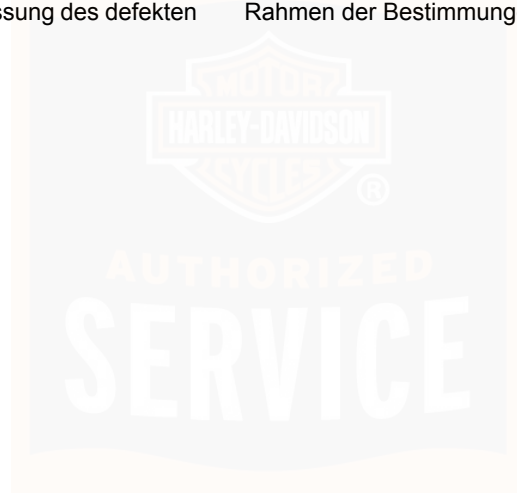 ssung des defekten
Rahmen der Bestimmung
MOTOR
HARLEY-DAVIDSON
CYCLES
®
AUTHORIZED
SERVICE